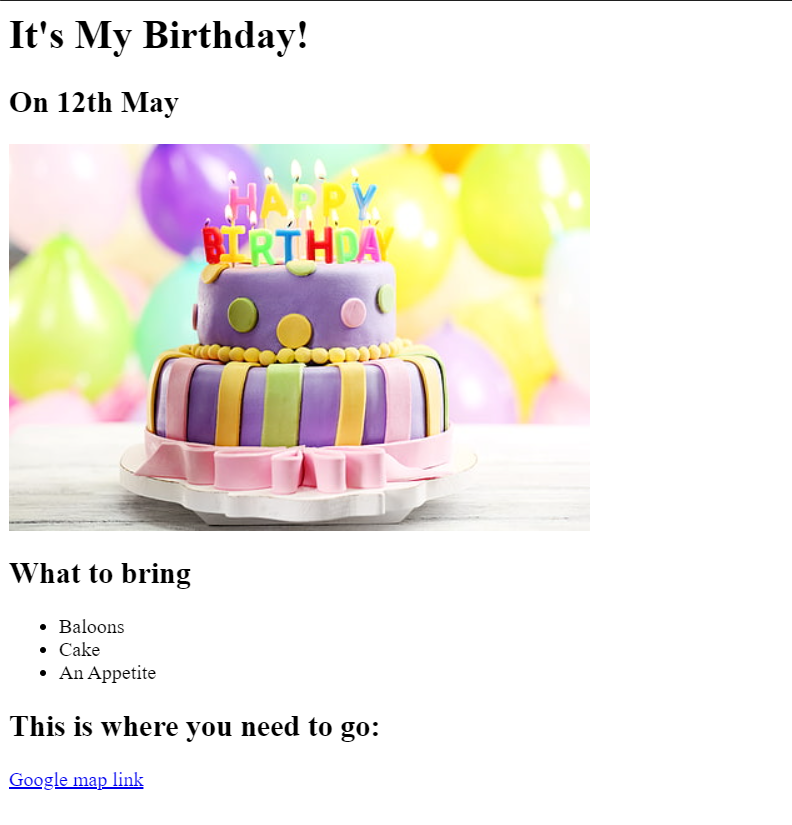 It's My Birthday!
On 12th May
HAPPY
BIRTHDAY
What to bring
Baloons
Cake
An Appetite
This is where you need to go:
Google map link